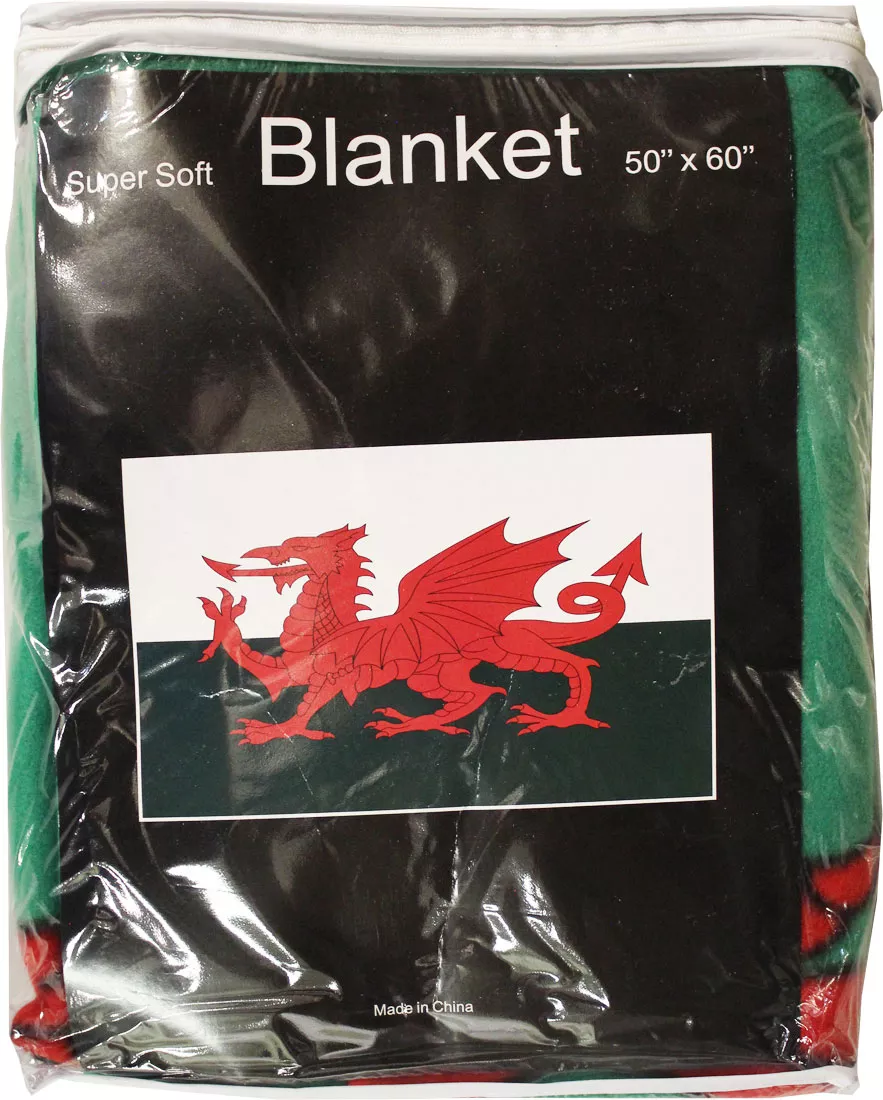 Super Soft Blanket 50” x 60”
Made in China